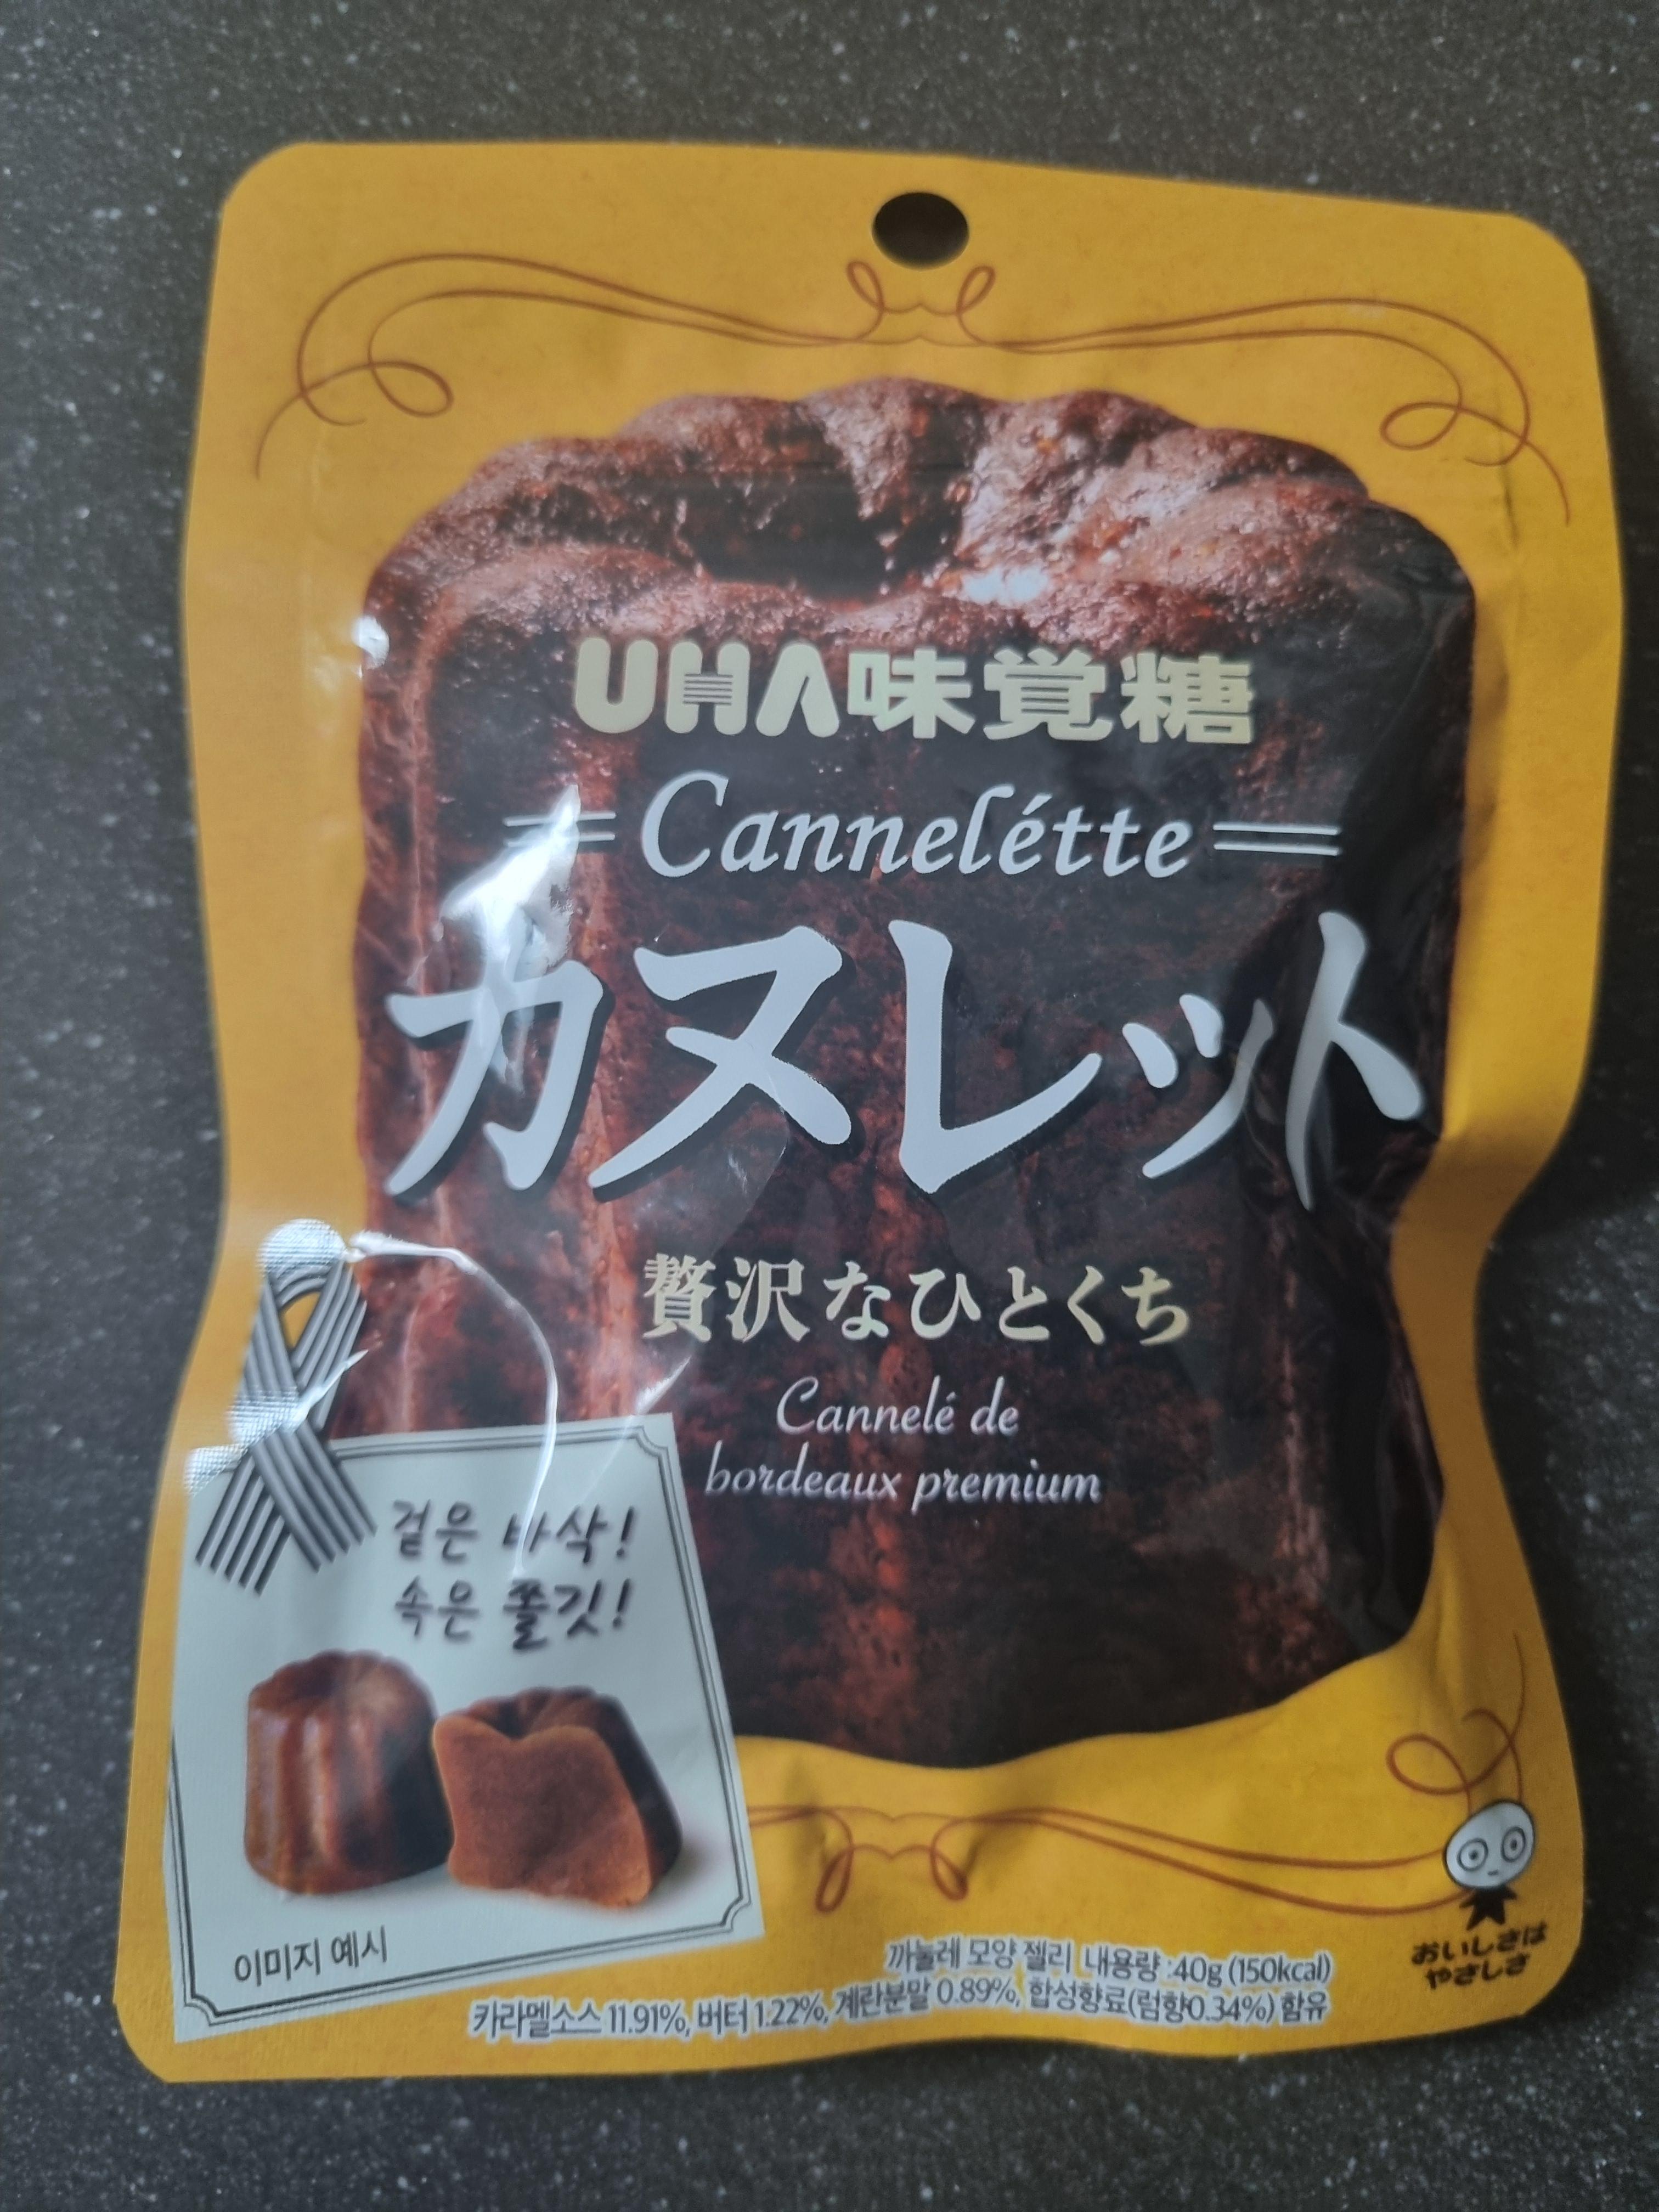 UHA味覚糖
Cannelétte
カヌレット
贅沢なひとくち
Cannelé de
bordeaux premium
겉은 바삭!
속은 쫄깃!
이미지 예시
까눌레 모양 젤리 내용량 :40g (150kcal)
카라멜소스 11.91%, 버터 1.22%, 계란분말 0.89%, 합성향료(럼향0.34%) 함유
おいしさは
やさしさ